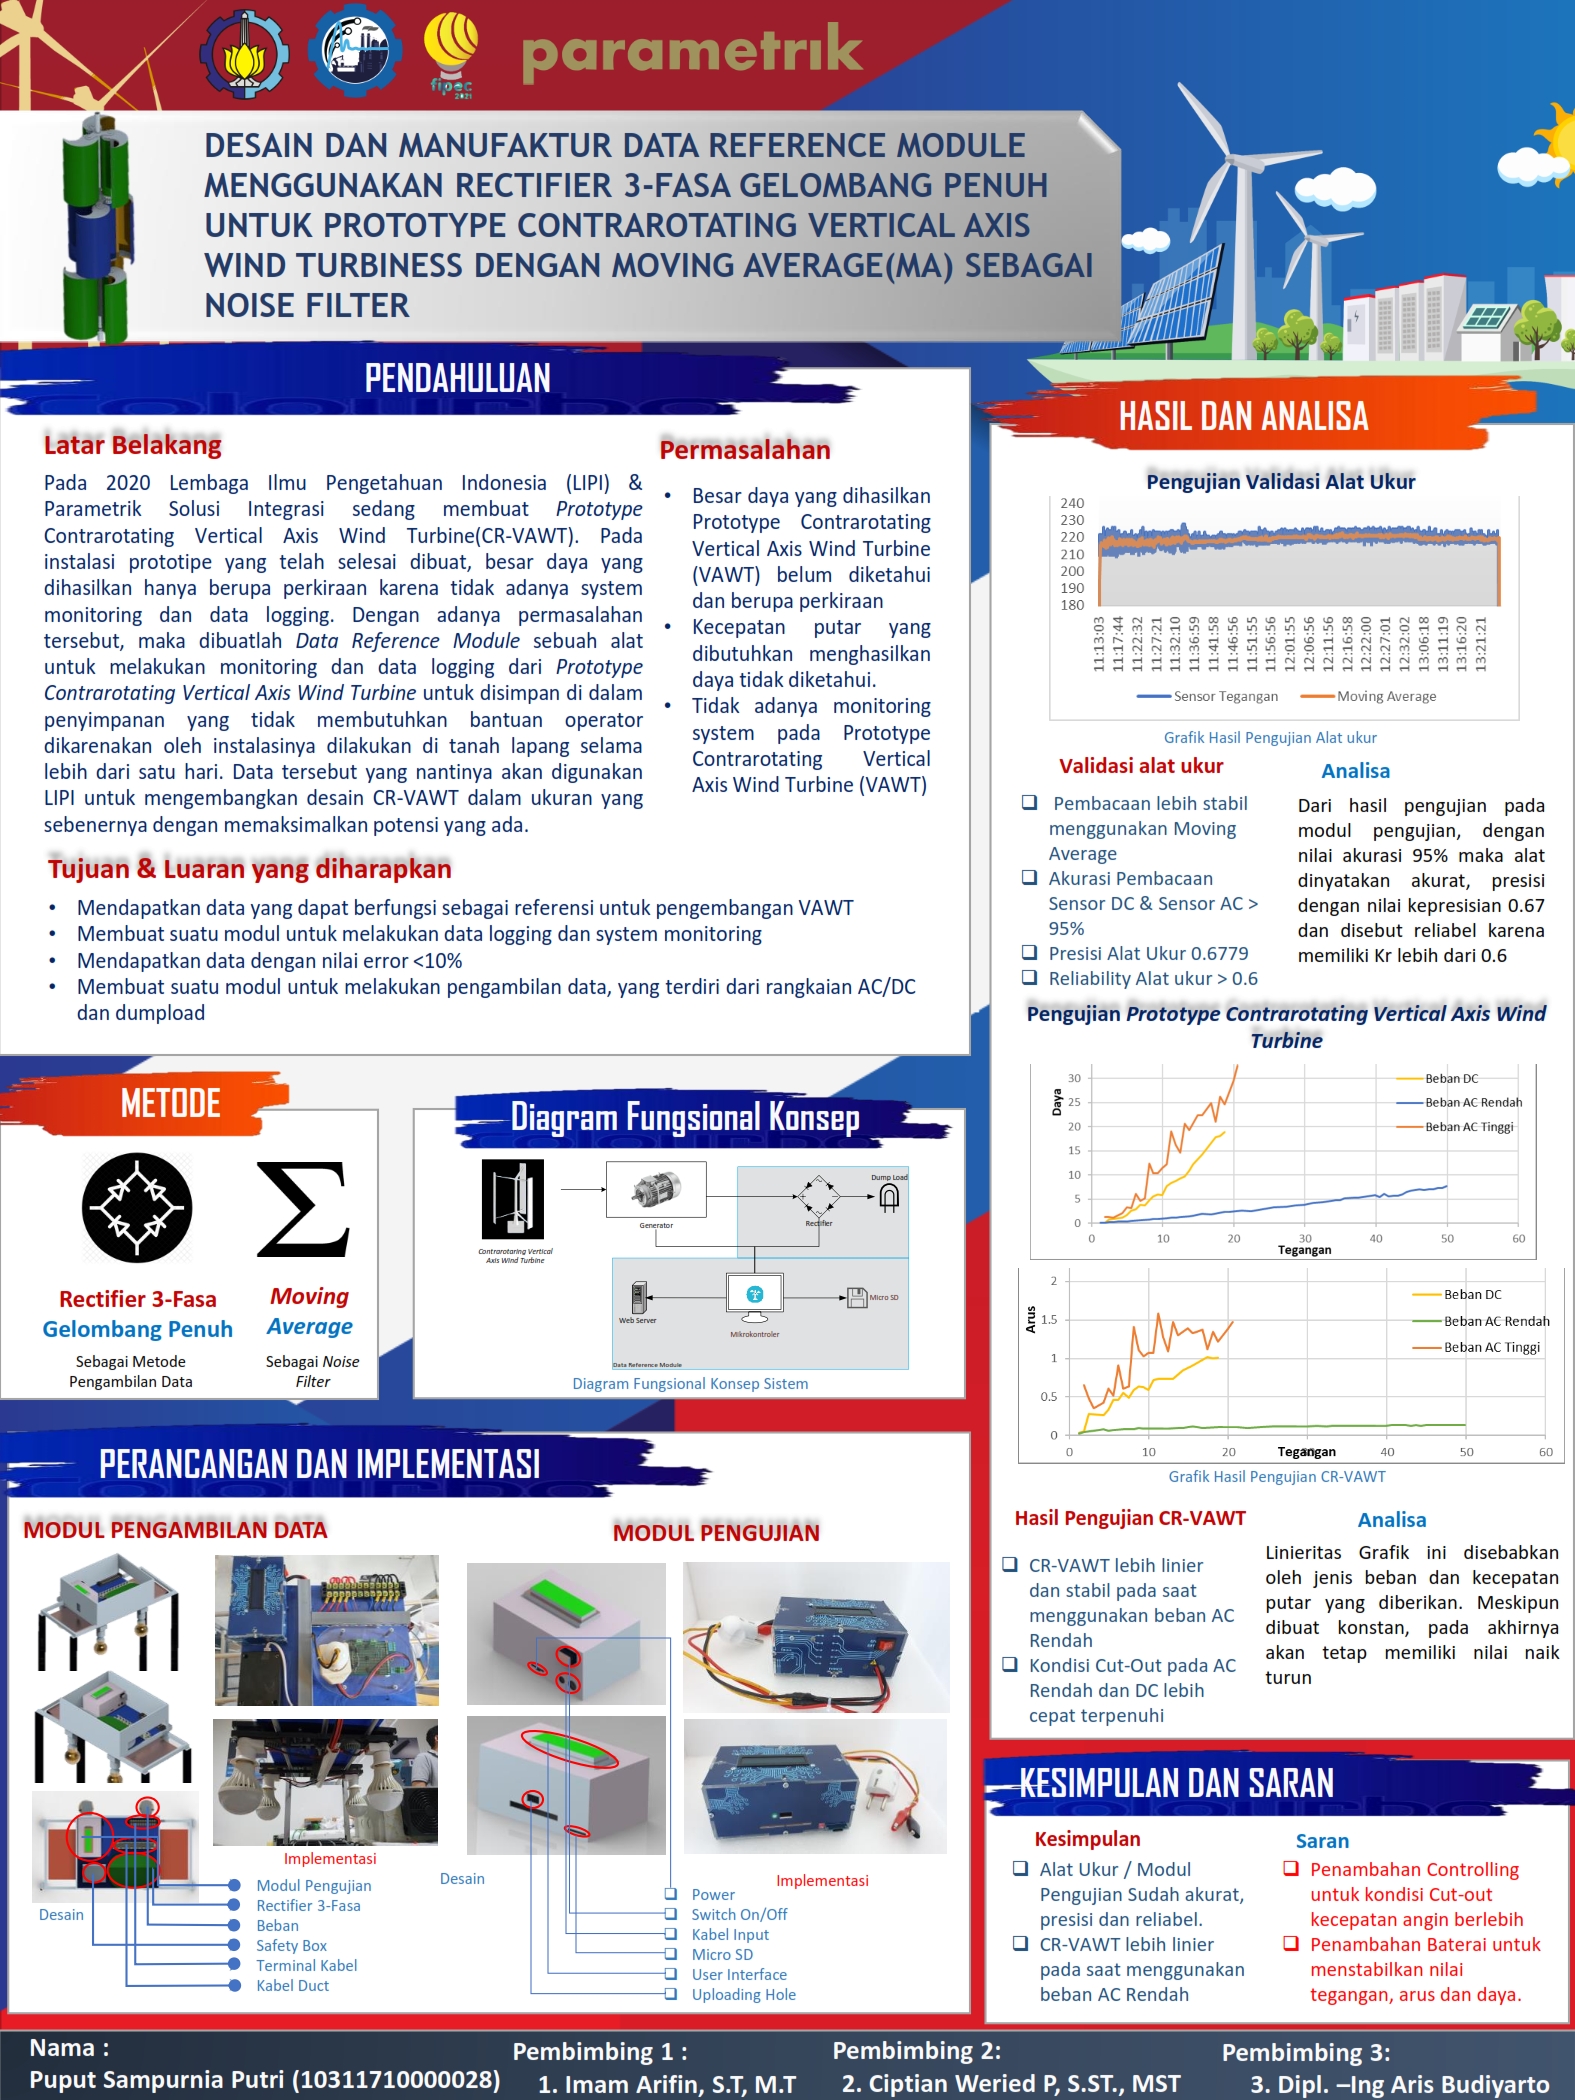 fipec
2021
parametrik
DESAIN DAN MANUFAKTUR DATA REFERENCE MODULE
MENGGUNAKAN RECTIFIER 3-FASA GELOMBANG PENUH
UNTUK PROTOTYPE CONTRAROTATING VERTICAL AXIS
WIND TURBINESS DENGAN MOVING AVERAGE(MA) SEBAGAI
NOISE FILTER
PENDAHULUAN
Latar Belakang
Pada 2020 Lembaga Ilmu Pengetahuan Indonesia (LIPI) &
Parametrik Solusi Integrasi sedang membuat Prototype
Contrarotating Vertical Axis Wind Turbine(CR-VAWT). Pada
instalasi prototipe yang telah selesai dibuat, besar daya yang
dihasilkan hanya berupa perkiraan karena tidak adanya system
monitoring dan data logging. Dengan adanya permasalahan
tersebut, maka dibuatlah Data Reference Module sebuah alat
untuk melakukan monitoring dan data logging dari Prototype
Contrarotating Vertical Axis Wind Turbine untuk disimpan di dalam
penyimpanan yang tidak membutuhkan bantuan operator
dikarenakan oleh instalasinya dilakukan di tanah lapang selama
lebih dari satu hari. Data tersebut yang nantinya akan digunakan
LIPI untuk mengembangkan desain CR-VAWT dalam ukuran yang
sebenernya dengan memaksimalkan potensi yang ada.
Permasalahan
• Besar daya yang dihasilkan
Prototype Contrarotating
Vertical Axis Wind Turbine
(VAWT) belum diketahui
dan berupa perkiraan
• Kecepatan putar yang
dibutuhkan menghasilkan
daya tidak diketahui.
• Tidak adanya monitoring
system pada Prototype
Contrarotating Vertical
Axis Wind Turbine (VAWT)
Tujuan & Luaran yang diharapkan
• Mendapatkan data yang dapat berfungsi sebagai referensi untuk pengembangan VAWT
• Membuat suatu modul untuk melakukan data logging dan system monitoring
• Mendapatkan data dengan nilai error <10%
• Membuat suatu modul untuk melakukan pengambilan data, yang terdiri dari rangkaian AC/DC
dan dumpload
METODE
Rectifier 3-Fasa
Gelombang Penuh
Sebagai Metode
Pengambilan Data
Σ
Moving
Average
Sebagai Noise
Filter
Diagram Fungsional Konsep
Contrarotaring Vertical
Axis Wind Turbine
Generator
Rectifier
Dump Load
Web Server
Mikrokontroler
Micro SD
Data Reference Module
Diagram Fungsional Konsep Sistem
PERANCANGAN DAN IMPLEMENTASI
MODUL PENGAMBILAN DATA
Implementasi
Desain
Modul Pengujian
Rectifier 3-Fasa
Beban
Safety Box
Terminal Kabel
Kabel Duct
MODUL PENGUJIAN
Desain
Implementasi
❑ Power
❑ Switch On/Off
❑ Kabel Input
❑ Micro SD
❑ User Interface
❑ Uploading Hole
HASIL DAN ANALISA
Pengujian Validasi Alat Ukur
240
230
220
210
200
190
180
11:13:03
11:17:44
11:22:32
11:27:21
11:32:10
11:36:59
11:41:58
11:46:56
11:51:55
11:56:56
12:01:55
12:06:56
12:11:56
12:16:58
12:22:00
12:27:01
12:32:02
13:06:18
13:11:19
13:16:20
13:21:21
Sensor Tegangan Moving Average
Grafik Hasil Pengujian Alat ukur
Validasi alat ukur
❑ Pembacaan lebih stabil
menggunakan Moving
Average
❑ Akurasi Pembacaan
Sensor DC & Sensor AC >
95%
❑ Presisi Alat Ukur 0.6779
❑ Reliability Alat ukur > 0.6
Analisa
Dari hasil pengujian pada
modul pengujian, dengan
nilai akurasi 95% maka alat
dinyatakan akurat, presisi
dengan nilai kepresisian 0.67
dan disebut reliabel karena
memiliki Kr lebih dari 0.6
Pengujian Prototype Contrarotating Vertical Axis Wind
Turbine
Daya
30
25
20
15
10
5
0
0 10 20 30 40 50 60
Tegangan
Beban DC
Beban AC Rendah
Beban AC Tinggi
Arus
2
1.5
1
0.5
0
0 10 20 30 40 50 60
Tegangan
Beban DC
Beban AC Rendah
Beban AC Tinggi
Grafik Hasil Pengujian CR-VAWT
Hasil Pengujian CR-VAWT
❑ CR-VAWT lebih linier
dan stabil pada saat
menggunakan beban AC
Rendah
❑ Kondisi Cut-Out pada AC
Rendah dan DC lebih
cepat terpenuhi
Analisa
Linieritas Grafik ini disebabkan
oleh jenis beban dan kecepatan
putar yang diberikan. Meskipun
dibuat konstan, pada akhirnya
akan tetap memiliki nilai naik
turun
KESIMPULAN DAN SARAN
Kesimpulan
❑ Alat Ukur / Modul
Pengujian Sudah akurat,
presisi dan reliabel.
❑ CR-VAWT lebih linier
pada saat menggunakan
beban AC Rendah
Saran
❑ Penambahan Controlling
untuk kondisi Cut-out
kecepatan angin berlebih
❑ Penambahan Baterai untuk
menstabilkan nilai
tegangan, arus dan daya.
Nama :
Puput Sampurnia Putri (10311710000028)
Pembimbing 1 :
1. Imam Arifin, S.T, M.T
Pembimbing 2:
2. Ciptian Weried P, S.ST., MST
Pembimbing 3:
3. Dipl. –Ing Aris Budiyarto